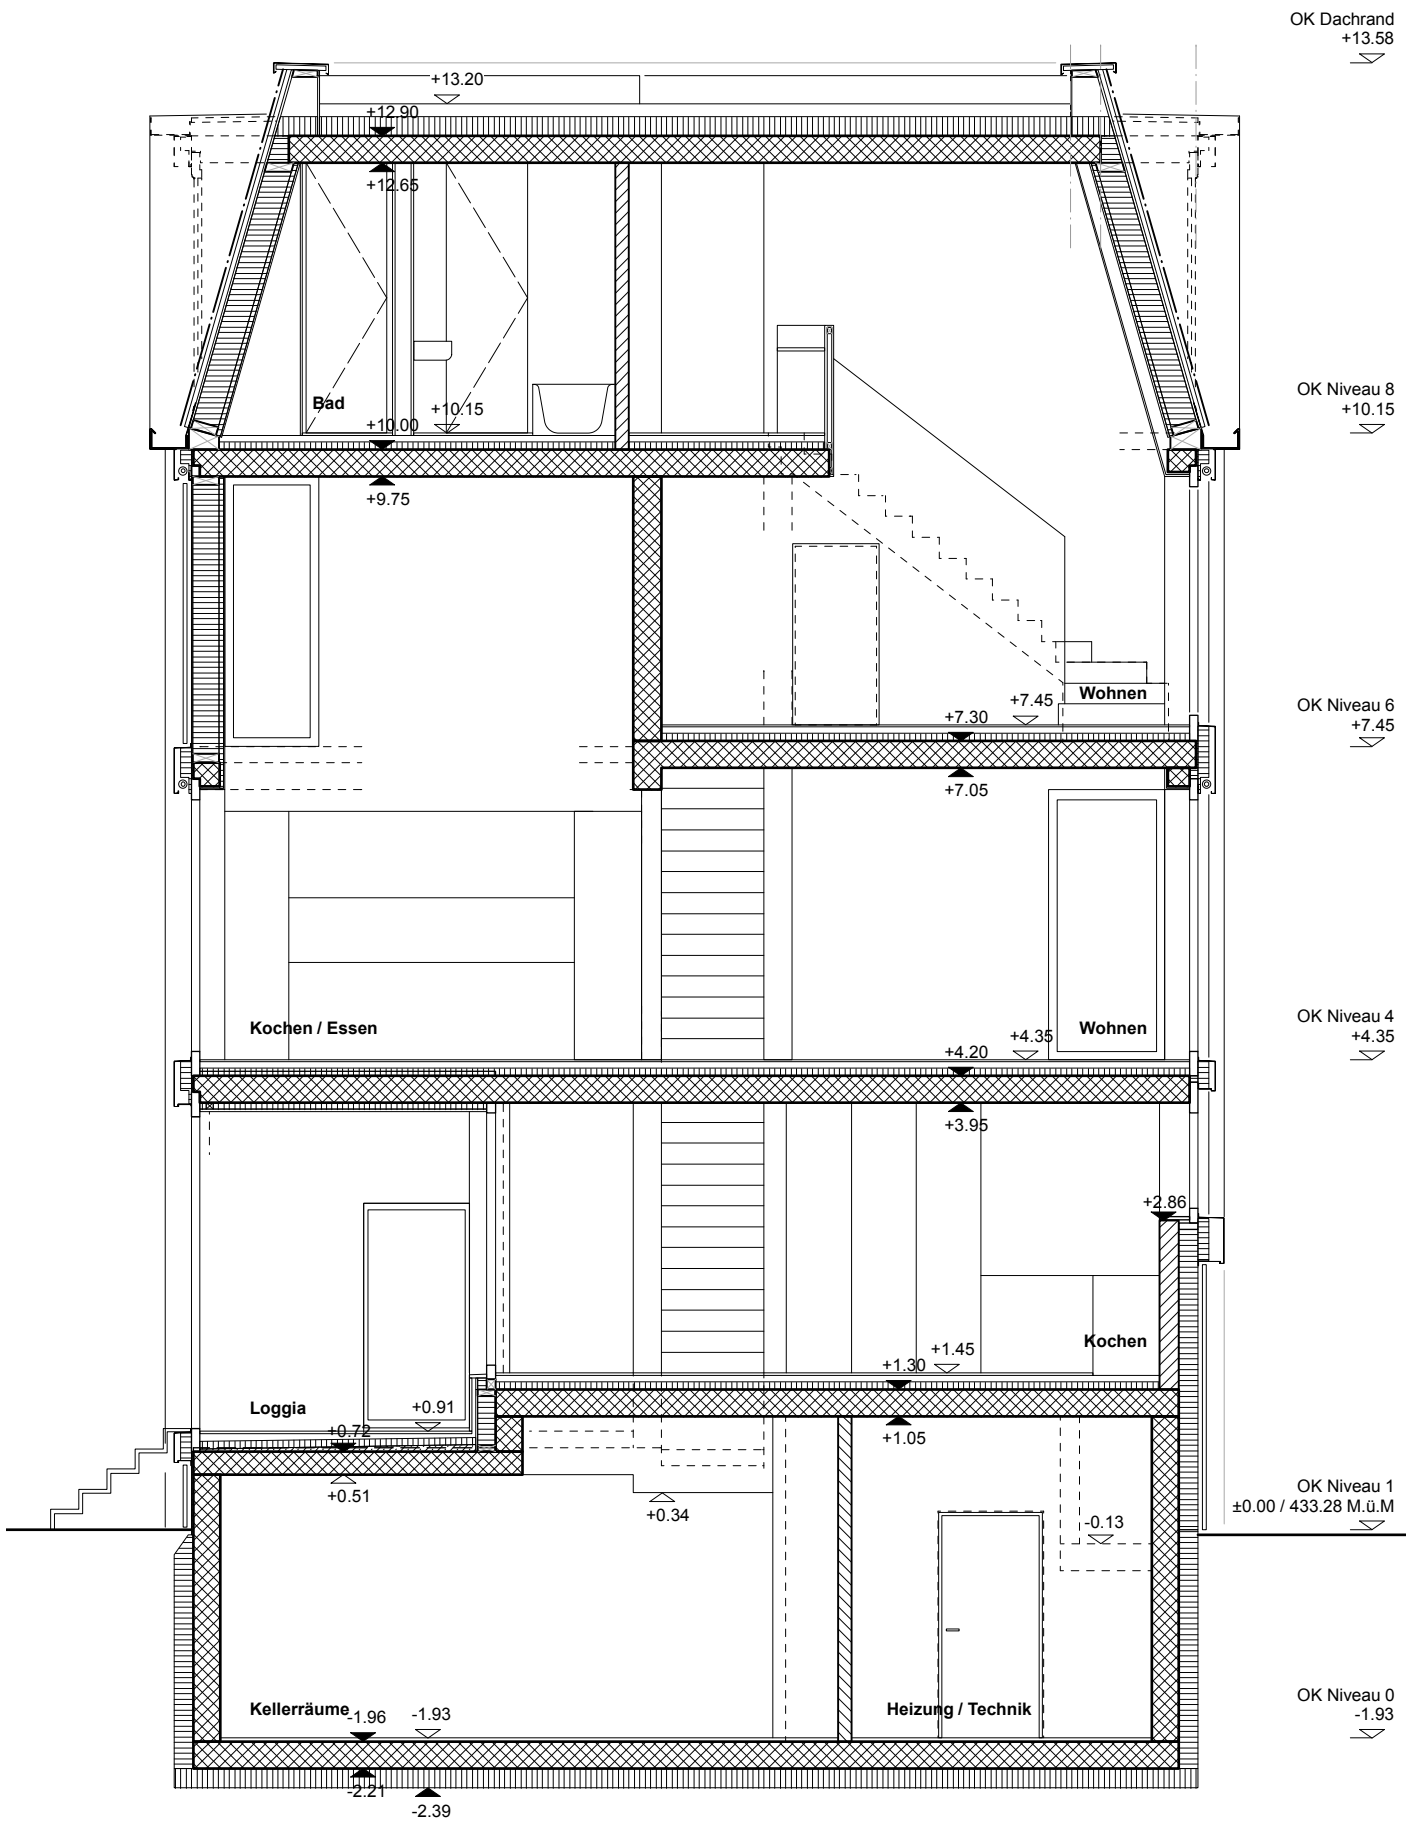 OK Dachrand
+13.58
+13.20
+12.90
+12.65
OK Niveau 8
+10.15
Bad
+10.15
+10.00
+9.75
OK Niveau 6
+7.45
Wohnen
+7.45
+7.30
+7.05
OK Niveau 4
+4.35
Kochen / Essen
Wohnen
+4.35
+4.20
+3.95
+2.86
Kochen
+1.45
+1.30
+1.05
Loggia
+0.91
+0.72
+0.51
+0.34
OK Niveau 1
±0.00 / 433.28 M.ü.M
-0.13
OK Niveau 0
-1.93
Kellerräume
-1.96
-1.93
Heizung / Technik
-2.21
-2.39